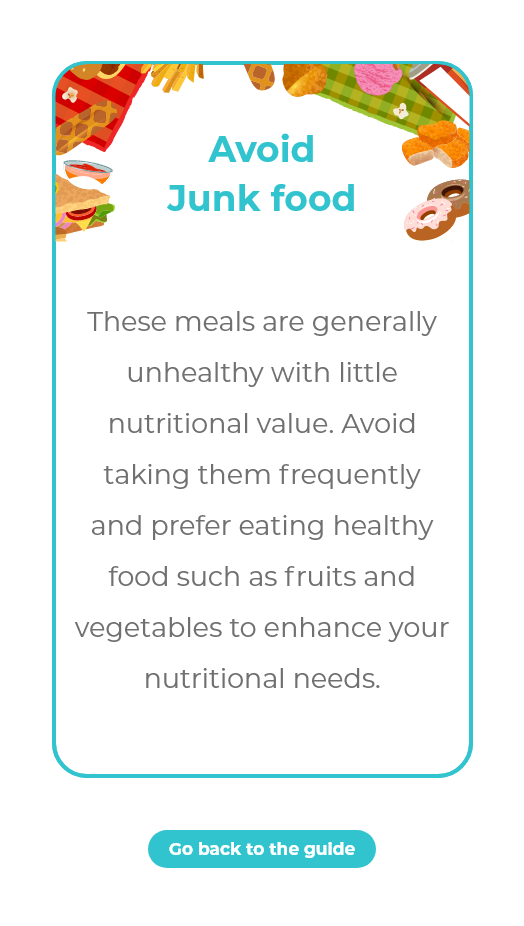 Avoid
Junk food
These meals are generally
unhealthy with little
nutritional value. Avoid
taking them frequently
and prefer eating healthy
food such as fruits and
vegetables to enhance your
nutritional needs.
Go back to the guide